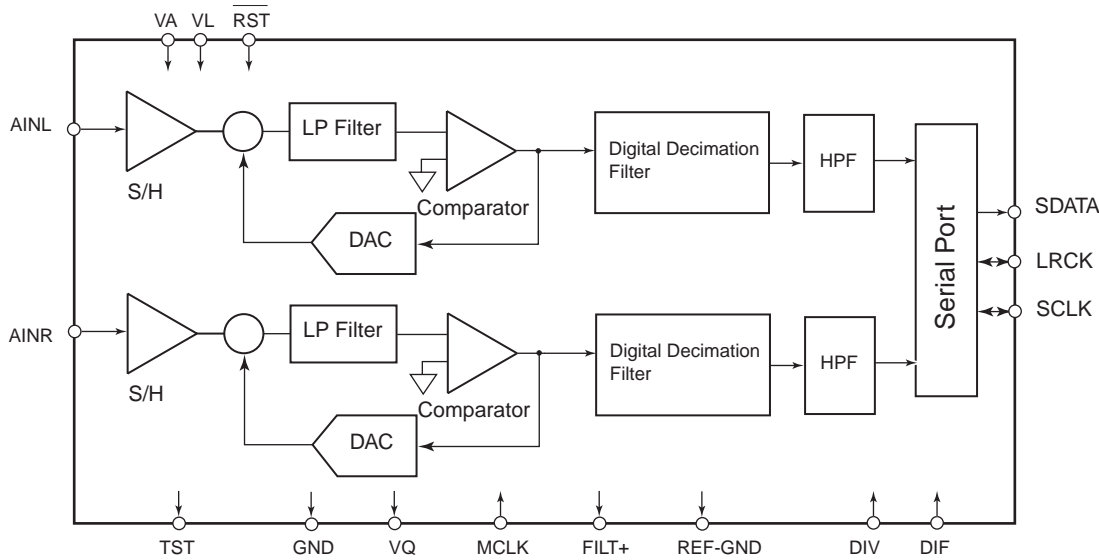 VA VL RST
AINL
S/H
LP Filter
Comparator
DAC
Digital Decimation
Filter
HPF
Serial Port
SDATA
LRCK
SCLK
AINR
S/H
LP Filter
Comparator
DAC
Digital Decimation
Filter
HPF
TST GND VQ MCLK FILT+ REF-GND DIV DIF